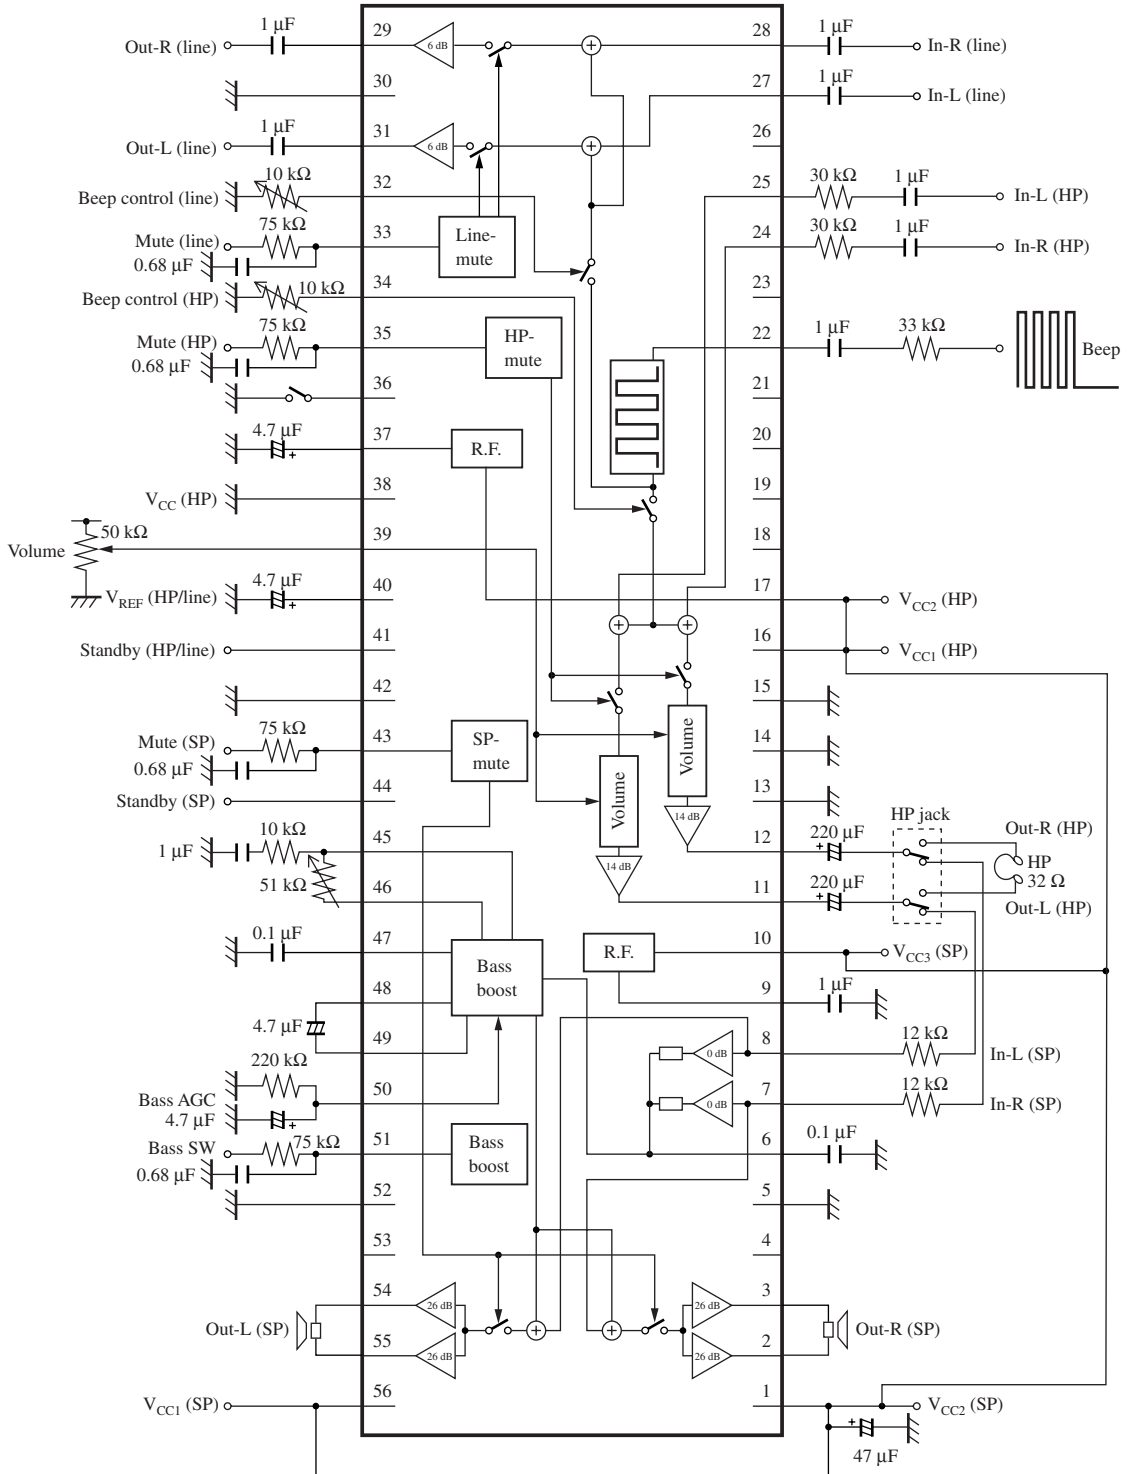 1 μF 29 28 1 μF
Out-R (line) 6 dB + In-R (line)
30 27 1 μF
In-L (line)
1 μF 31 26
Out-L (line) 6 dB +
10 kΩ 32 25 30 kΩ 1 μF
Beep control (line) In-L (HP)
75 kΩ 33 24 30 kΩ 1 μF
Mute (line) Line- In-R (HP)
0.68 μF mute
34 23
Beep control (HP) 10 kΩ
75 kΩ 35 22 1 μF 33 kΩ
Mute (HP) HP- Beep
0.68 μF mute
36 21
4.7 μF 37 20
+ R.F.
38 19
VCC (HP)
50 kΩ 39 18
Volume
4.7 μF 40 17
VREF (HP/line) + VCC2 (HP)
41 + + 16
Standby (HP/line) VCC1 (HP)
42 15
75 kΩ 43 14
Mute (SP) SP- Volume
0.68 μF mute
44 13
Standby (SP) Volume
10 kΩ 45 14 dB 12 220 μF HP jack Out-R (HP)
1 μF + HP
51 kΩ 46 14 dB 11 220 μF 32 Ω
+ Out-L (HP)
0.1 μF 47 10
Bass R.F. VCC3 (SP)
48 boost 9 1 μF
4.7 μF
49 8 12 kΩ
0 dB In-L (SP)
220 kΩ 50 7 12 kΩ
Bass AGC 0 dB In-R (SP)
4.7 μF +
Bass SW 75 kΩ 51 Bass 6 0.1 μF
0.68 μF boost
52 5
53 4
54 3
26 dB 26 dB
Out-L (SP) + + Out-R (SP)
55 2
26 dB 26 dB
56 1
VCC1 (SP) VCC2 (SP)
+
47 μF